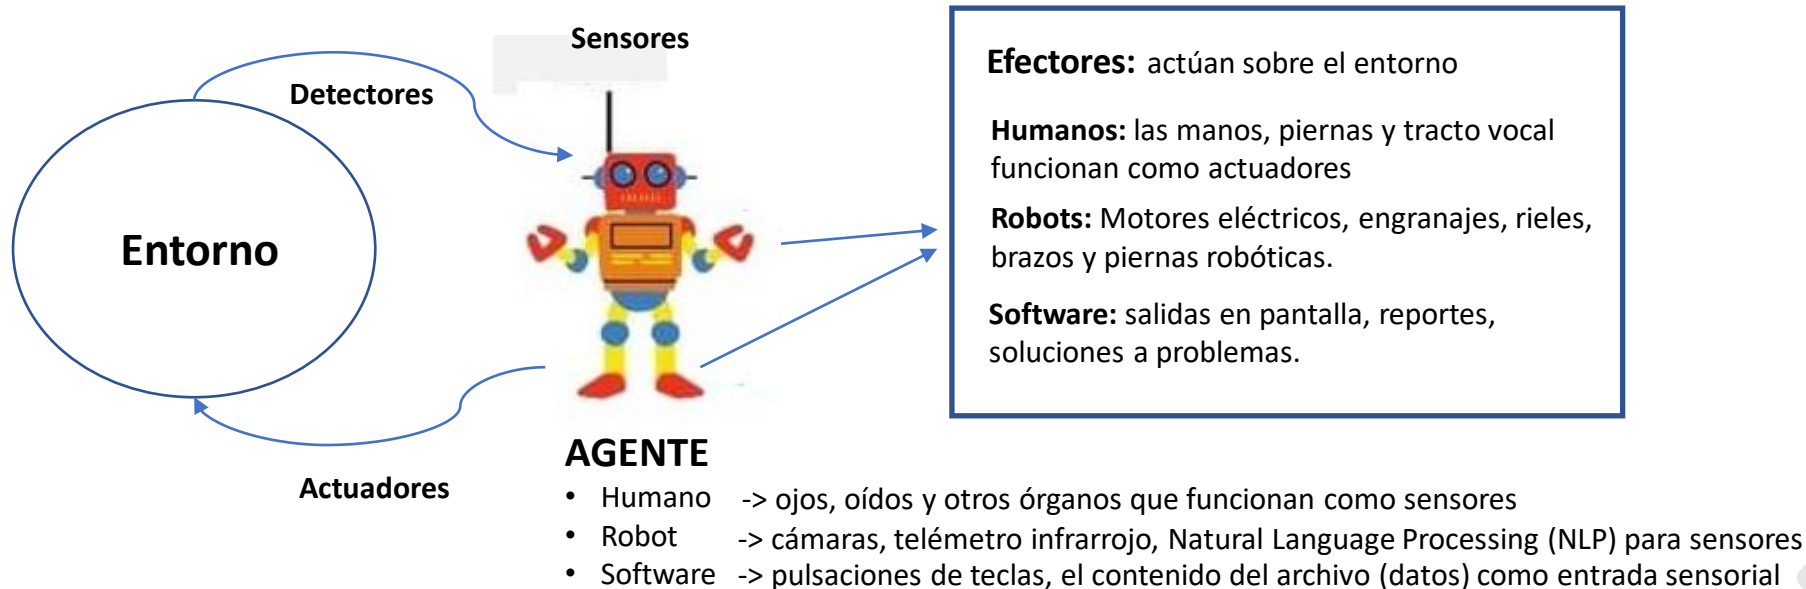 Sensores
Detectores
Entorno
Efectores: actúan sobre el entorno
Humanos: las manos, piernas y tracto vocal
funcionan como actuadores
Robots: Motores eléctricos, engranajes, rieles,
brazos y piernas robóticas.
Software: salidas en pantalla, reportes,
soluciones a problemas.
Actuadores
AGENTE
• Humano -> ojos, oídos y otros órganos que funcionan como sensores
• Robot -> cámaras, telémetro infrarrojo, Natural Language Processing (NLP) para sensores
• Software -> pulsaciones de teclas, el contenido del archivo (datos) como entrada sensorial